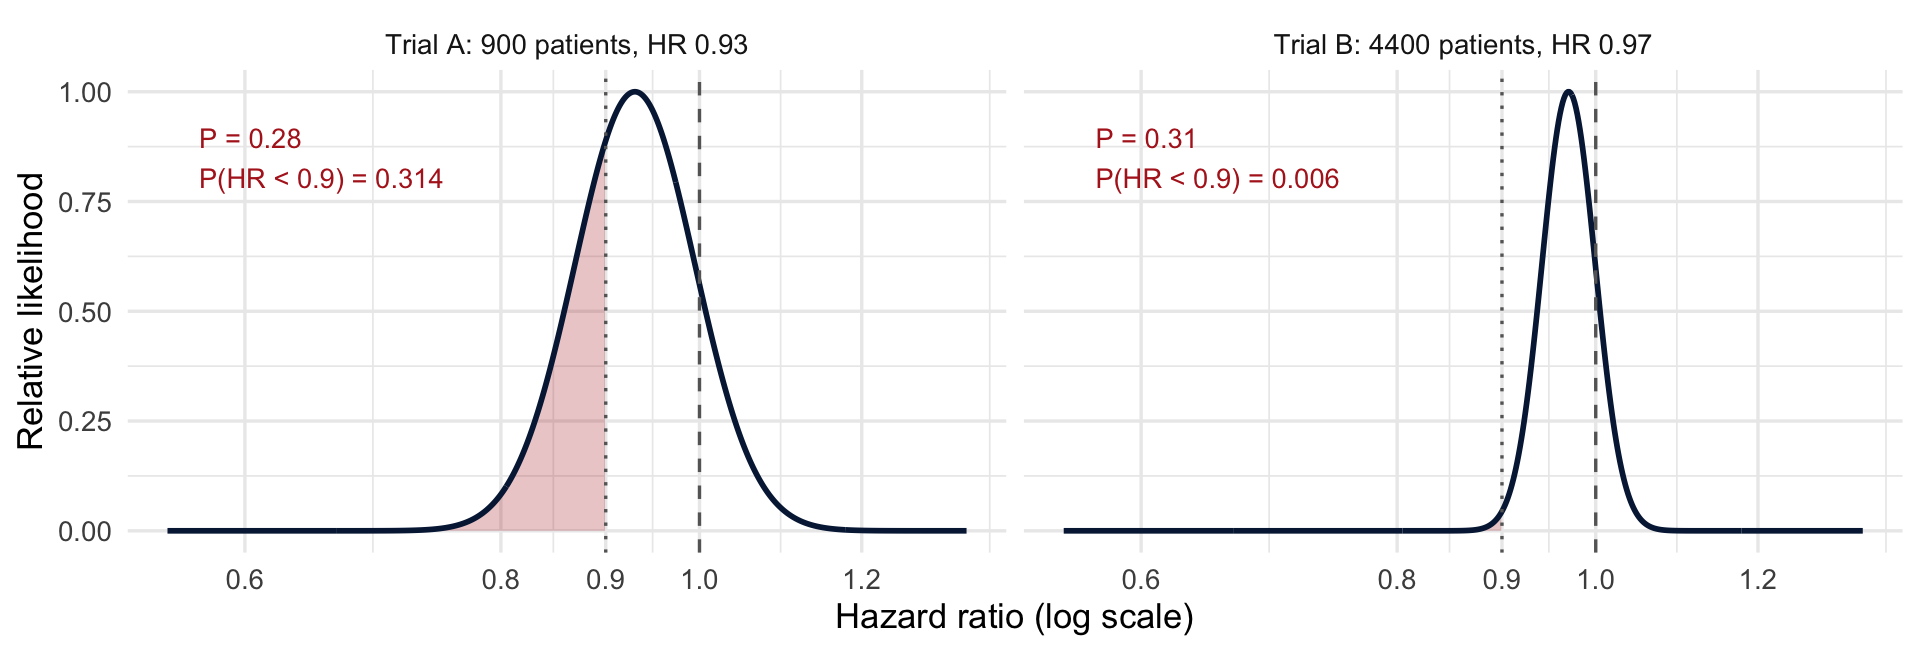 Trial A: 900 patients, HR 0.93
Trial B: 4400 patients, HR 0.97
Relative likelihood
1.00
0.75
0.50
0.25
0.00
P = 0.28
P(HR < 0.9) = 0.314
P = 0.31
P(HR < 0.9) = 0.006
0.6 0.8 0.9 1.0 1.2
0.6 0.8 0.9 1.0 1.2
Hazard ratio (log scale)